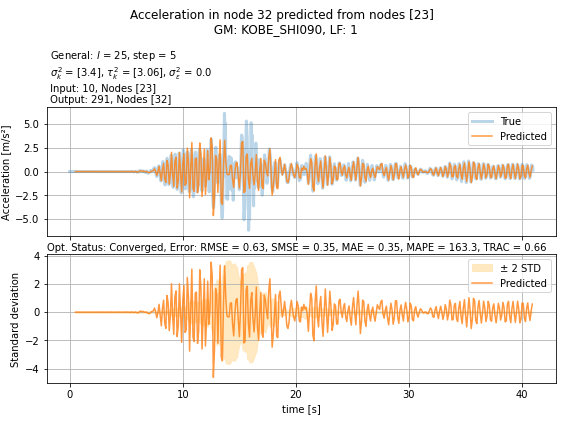 Acceleration in node 32 predicted from nodes [23]
GM: KOBE_SHI090, LF: 1
General: l = 25, step = 5
σ²ₖ = [3.4], τ²ₖ = [3.06], σ²ε = 0.0
Input: 10, Nodes [23]
Output: 291, Nodes [32]
Acceleration [m/s²]
5.0
2.5
0.0
−2.5
−5.0
True
Predicted
Opt. Status: Converged, Error: RMSE = 0.63, SMSE = 0.35, MAE = 0.35, MAPE = 163.3, TRAC = 0.66
Standard deviation
4
2
0
−2
−4
± 2 STD
Predicted
0
10
20
30
40
time [s]